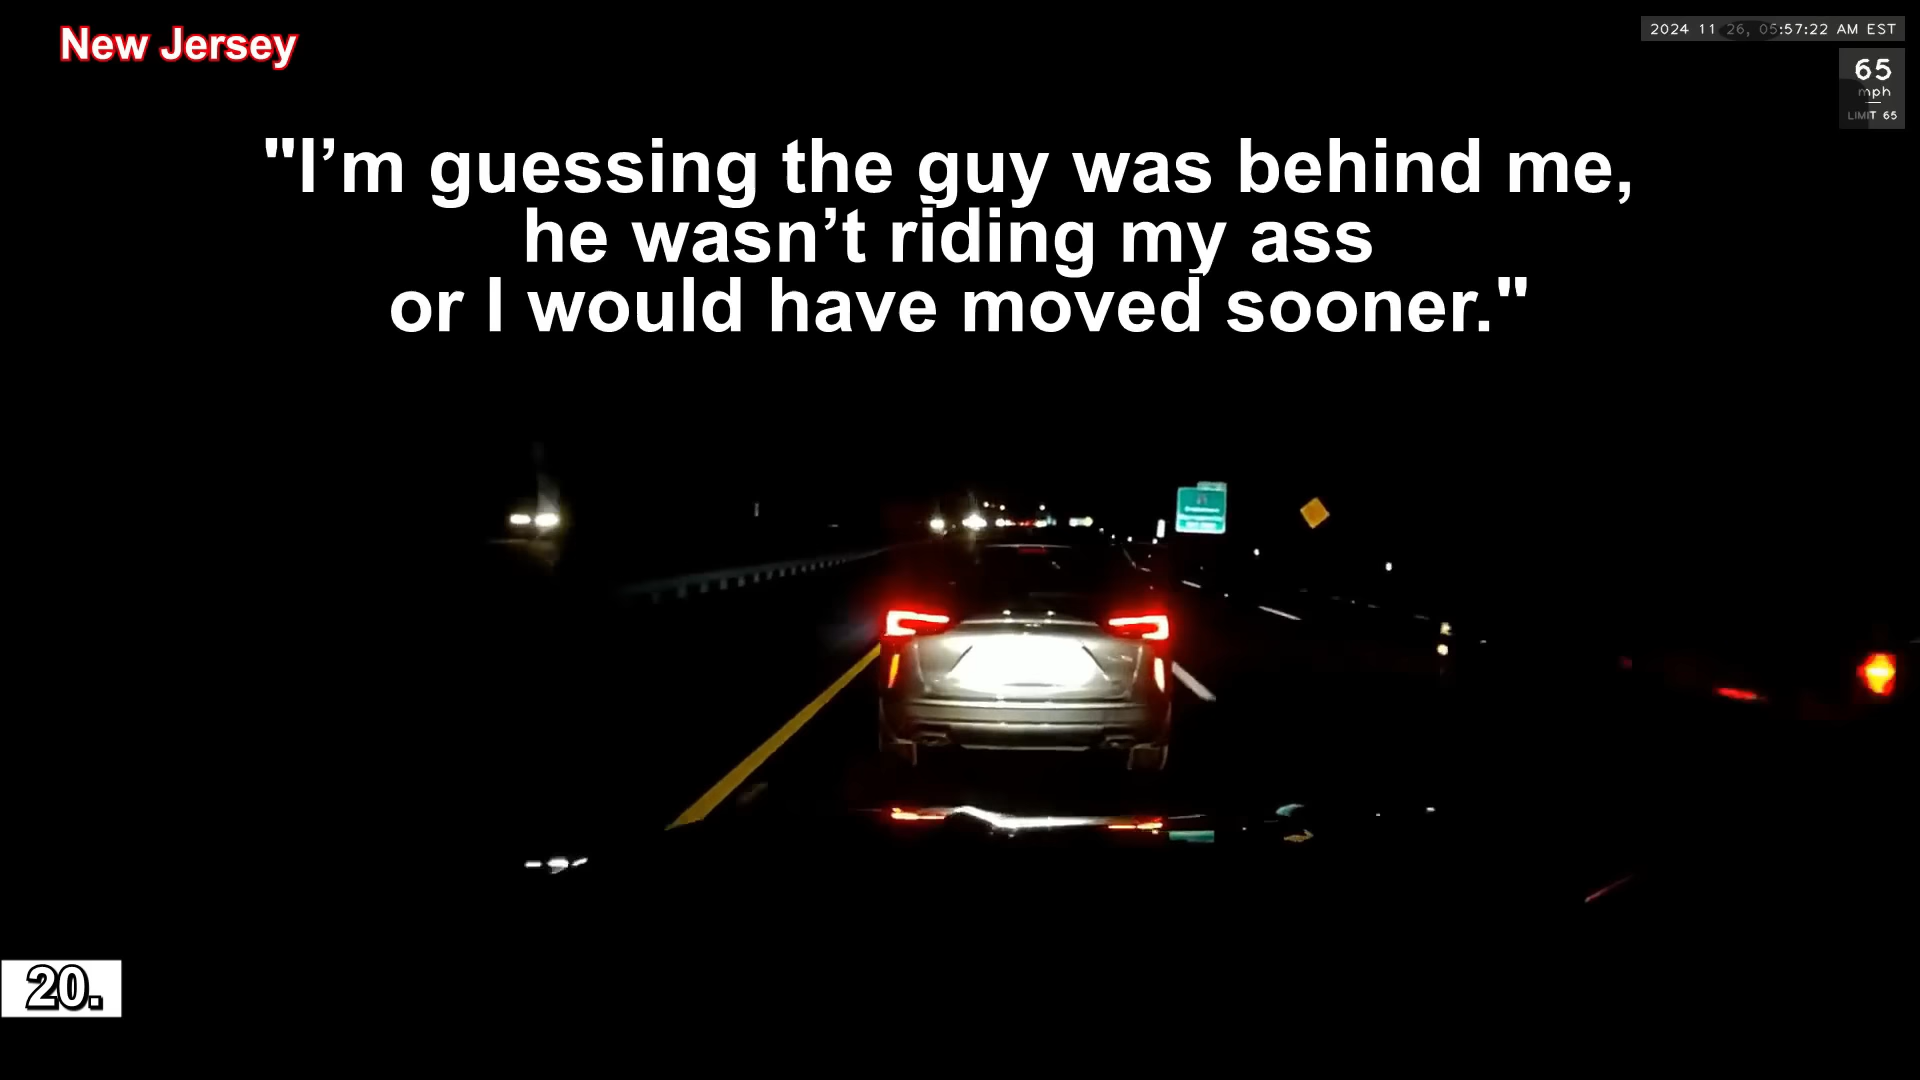 New Jersey
2024 11 26, 05:57:22 AM EST
65
mph
LIMIT 65
"I’m guessing the guy was behind me,
he wasn’t riding my ass
or I would have moved sooner."
20.